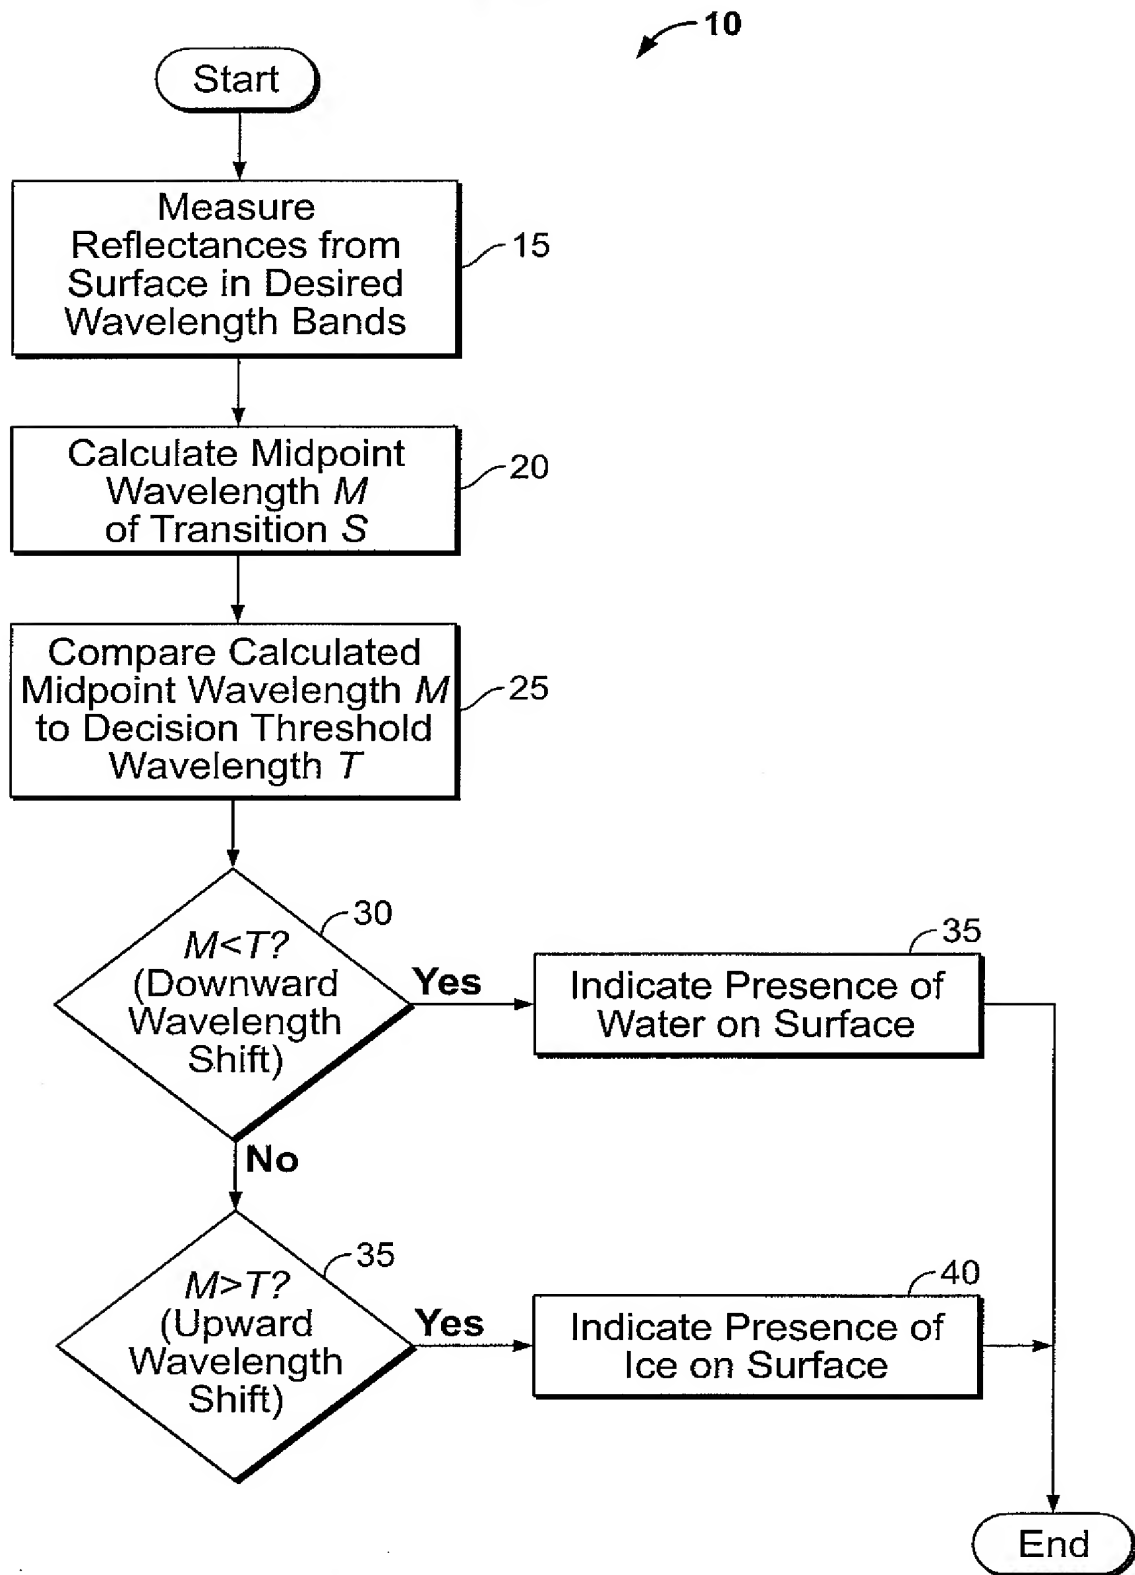 10
Start
Measure
Reflectances from
Surface in Desired
Wavelength Bands
15
Calculate Midpoint
Wavelength M
of Transition S
20
Compare Calculated
Midpoint Wavelength M
to Decision Threshold
Wavelength T
25
M<T?
(Downward
Wavelength
Shift)
30
Yes
Indicate Presence of
Water on Surface
35
No
M>T?
(Upward
Wavelength
Shift)
35
Yes
Indicate Presence of
Ice on Surface
40
End